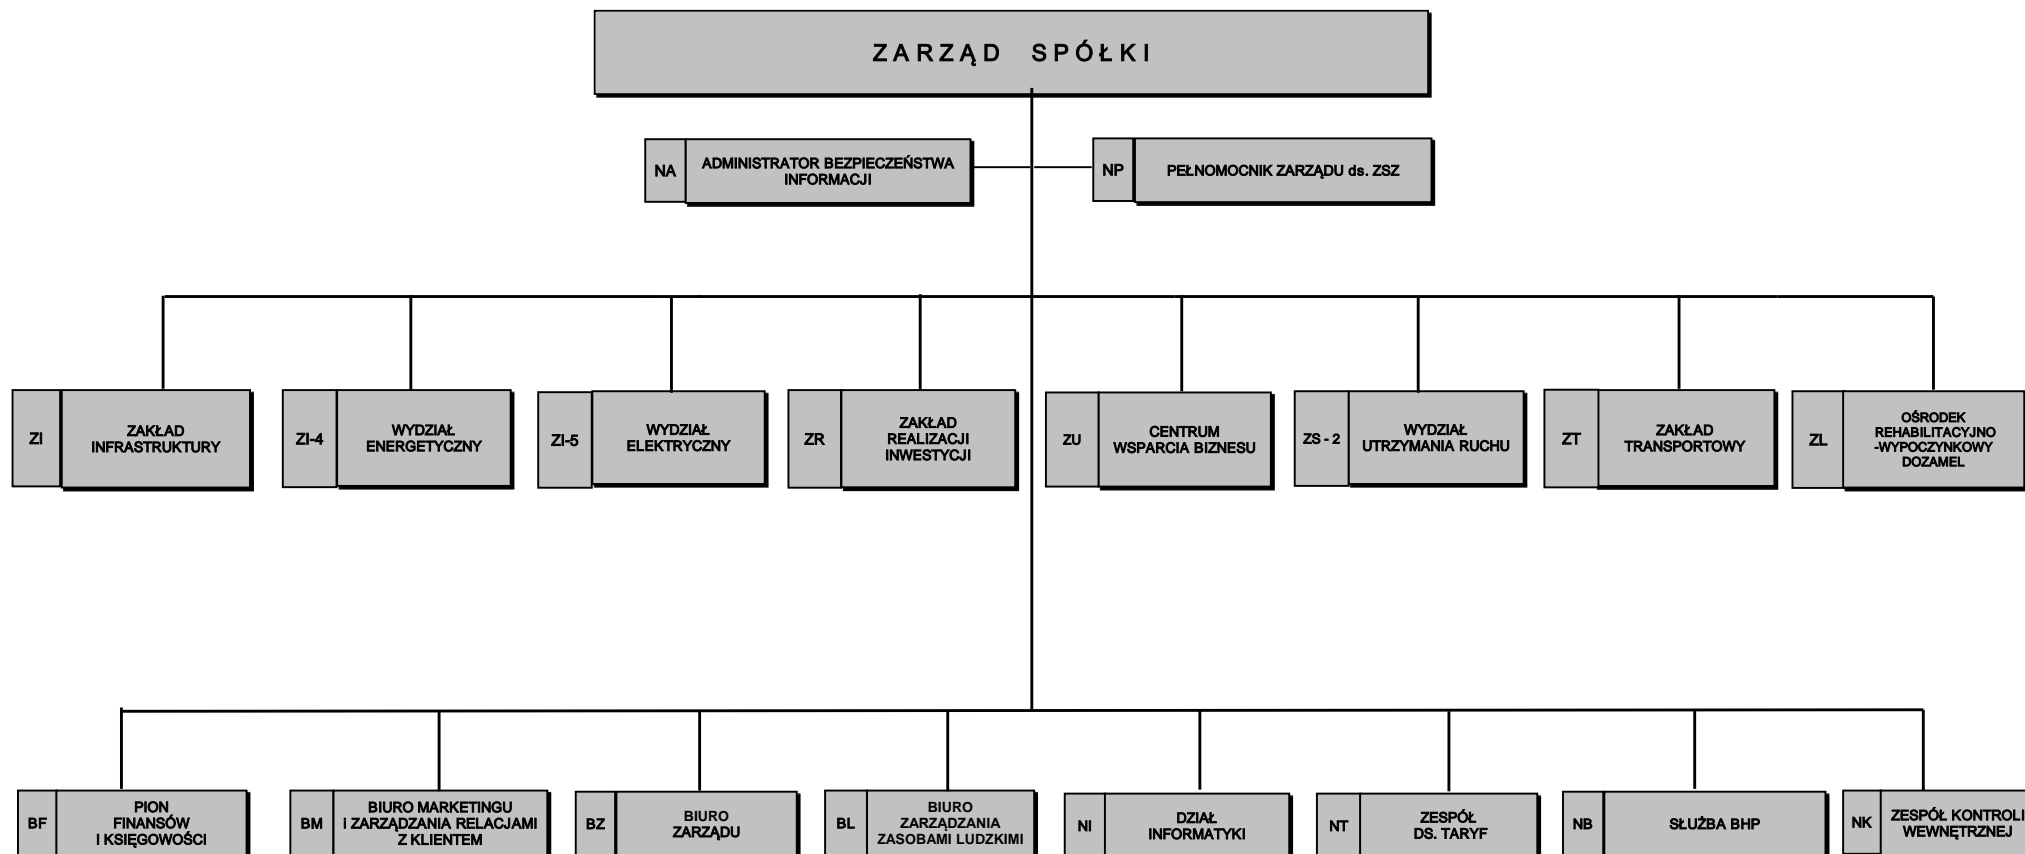 ZARZĄD SPÓŁKI
NA
ADMINISTRATOR BEZPIECZEŃSTWA
INFORMACJI
NP
PEŁNOMOCNIK ZARZĄDU ds. ZSZ
ZI
ZAKŁAD
INFRASTRUKTURY
ZI-4
WYDZIAŁ
ENERGETYCZNY
ZI-5
WYDZIAŁ
ELEKTRYCZNY
ZR
ZAKŁAD
REALIZACJI
INWESTYCJI
ZU
CENTRUM
WSPARCIA BIZNESU
ZS - 2
WYDZIAŁ
UTRZYMANIA RUCHU
ZT
ZAKŁAD
TRANSPORTOWY
ZL
OŚRODEK
REHABILITACYJNO
-WYPOCZYNKOWY
DOZAMEL
BF
PION
FINANSÓW
I KSIĘGOWOŚCI
BM
BIURO MARKETINGU
i ZARZĄDZANIA RELACJAMI
Z KLIENTEM
BZ
BIURO
ZARZĄDU
BL
BIURO
ZARZĄDZANIA
ZASOBAMI LUDZKIMI
NI
DZIAŁ
INFORMATYKI
NT
ZESPÓŁ
DS. TARYF
NB
SŁUŻBA BHP
NK
ZESPÓŁ KONTROLI
WEWNĘTRZNEJ